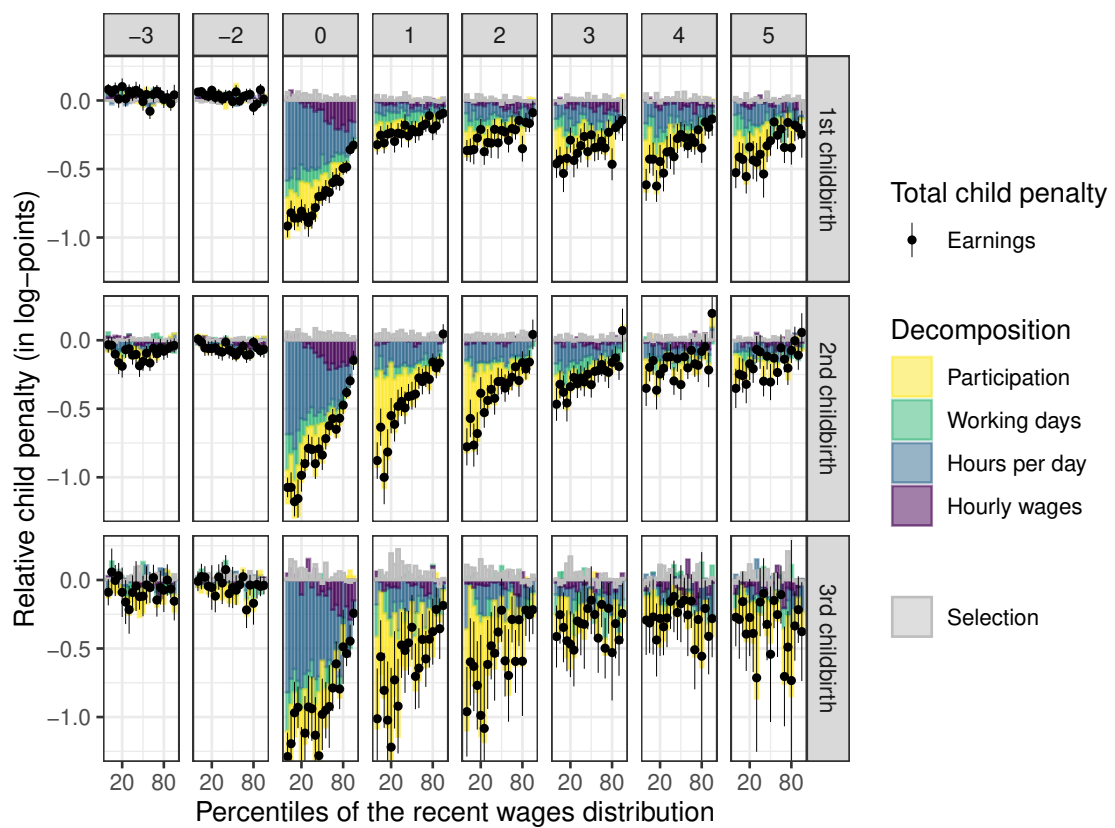 −3 −2 0 1 2 3 4 5
Relative child penalty (in log−points)
0.0
−0.5
−1.0
1st childbirth
0.0
−0.5
−1.0
2nd childbirth
0.0
−0.5
−1.0
3rd childbirth
20 80 20 80 20 80 20 80 20 80 20 80 20 80 20 80
Percentiles of the recent wages distribution
Total child penalty
Earnings
Decomposition
Participation
Working days
Hours per day
Hourly wages
Selection